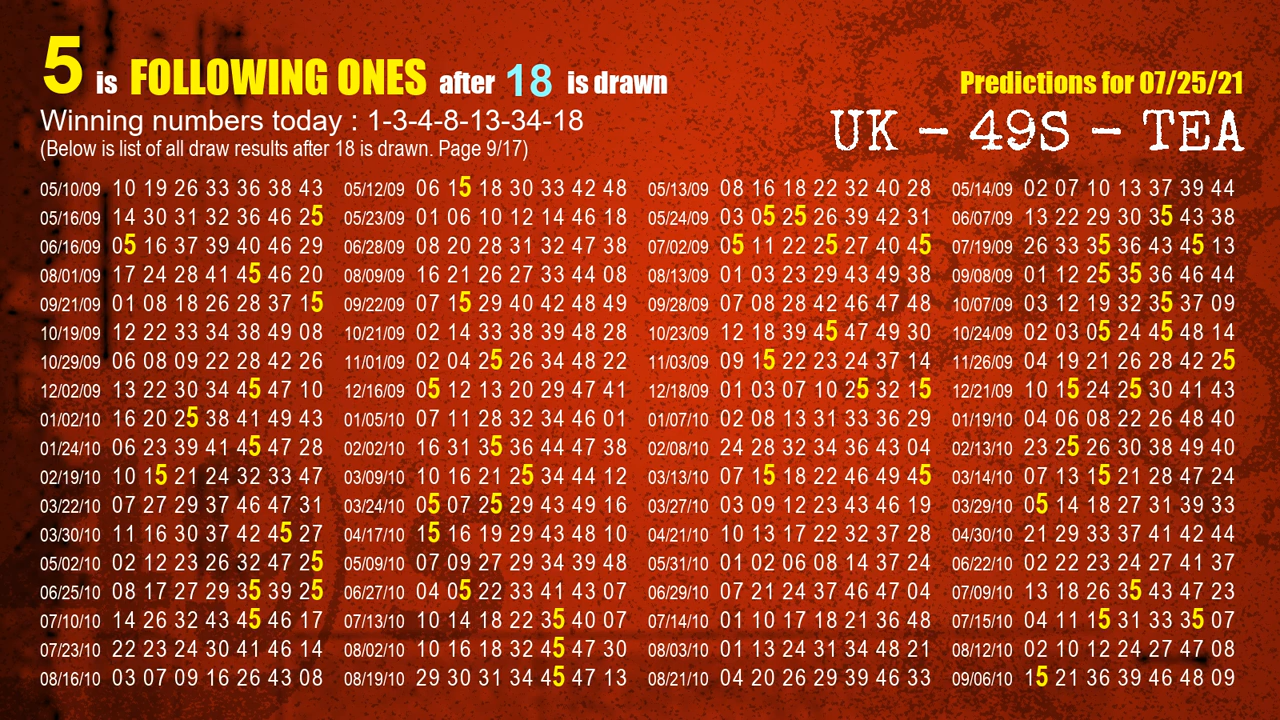 5 is FOLLOWING ONES after 18 is drawn
Predictions for 07/25/21
Winning numbers today : 1-3-4-8-13-34-18
UK - 49S - TEA
(Below is list of all draw results after 18 is drawn. Page 9/17)
05/10/09 10 19 26 33 36 38 43 05/12/09 06 15 18 30 33 42 48 05/13/09 08 16 18 22 32 40 28 05/14/09 02 07 10 13 37 39 44
05/16/09 14 30 31 32 36 46 25 05/23/09 01 06 10 12 14 46 18 05/24/09 03 05 25 26 39 42 31 06/07/09 13 22 29 30 35 43 38
06/16/09 05 16 37 39 40 46 29 06/28/09 08 20 28 31 32 47 38 07/02/09 05 11 22 25 27 40 45 07/19/09 26 33 35 36 43 45 13
08/01/09 17 24 28 41 45 46 20 08/09/09 16 21 26 27 33 44 08 08/13/09 01 03 23 29 43 49 38 09/08/09 01 12 25 35 36 46 44
09/21/09 01 08 18 26 28 37 15 09/22/09 07 15 29 40 42 48 49 09/28/09 07 08 28 42 46 47 48 10/07/09 03 12 19 32 35 37 09
10/19/09 12 22 33 34 38 49 08 10/21/09 02 14 33 38 39 48 28 10/23/09 12 18 39 45 47 49 30 10/24/09 02 03 05 24 45 48 14
10/29/09 06 08 09 22 28 42 26 11/01/09 02 04 25 26 34 48 22 11/03/09 09 15 22 23 24 37 14 11/26/09 04 19 21 26 28 42 25
12/02/09 13 22 30 34 45 47 10 12/16/09 05 12 13 20 29 47 41 12/18/09 01 03 07 10 25 32 15 12/21/09 10 15 24 25 30 41 43
01/02/10 16 20 25 38 41 49 43 01/05/10 07 11 28 32 34 46 01 01/07/10 02 08 13 31 33 36 29 01/19/10 04 06 08 22 26 48 40
01/24/10 06 23 39 41 45 47 28 02/02/10 16 31 35 36 44 47 38 02/08/10 24 28 32 34 36 43 04 02/13/10 23 25 26 30 38 49 40
02/19/10 10 15 21 24 32 33 47 03/09/10 10 16 21 25 34 44 12 03/13/10 07 15 18 22 46 49 45 03/14/10 07 13 15 21 28 47 24
03/22/10 07 27 29 37 46 47 31 03/24/10 05 07 25 29 43 49 16 03/27/10 03 09 12 23 43 46 19 03/29/10 05 14 18 27 31 39 33
03/30/10 11 16 30 37 42 45 27 04/17/10 15 16 19 29 43 48 10 04/21/10 10 13 17 22 32 37 28 04/30/10 21 29 33 37 41 42 44
05/02/10 02 12 23 26 32 47 25 05/09/10 07 09 27 29 34 39 48 05/31/10 01 02 06 08 14 37 24 06/22/10 02 22 23 24 27 41 37
06/25/10 08 17 27 29 35 39 25 06/27/10 04 05 22 33 41 43 07 06/29/10 07 21 24 37 46 47 04 07/09/10 13 18 26 35 43 47 23
07/10/10 14 26 32 43 45 46 17 07/13/10 10 14 18 22 35 40 07 07/14/10 01 10 17 18 21 36 48 07/15/10 04 11 15 31 33 35 07
07/23/10 22 23 24 30 41 46 14 08/02/10 10 16 18 32 45 47 30 08/03/10 01 13 24 31 34 48 21 08/12/10 02 10 12 24 27 47 08
08/16/10 03 07 09 16 26 43 08 08/19/10 29 30 31 34 45 47 13 08/21/10 04 20 26 29 39 46 33 09/06/10 15 21 36 39 46 48 09